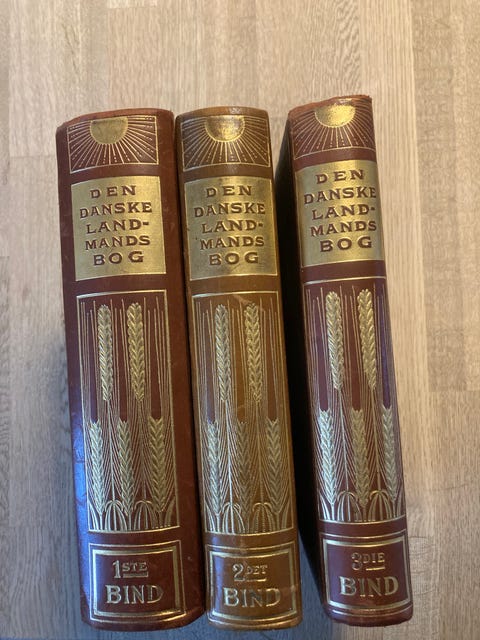 DEN
DANSKE
LAND-
MANDS
BOG
1STE
BIND
DEN
DANSKE
LAND-
MANDS
BOG
2DET
BIND
DEN
DANSKE
LAND-
MANDS
BOG
3DIE
BIND